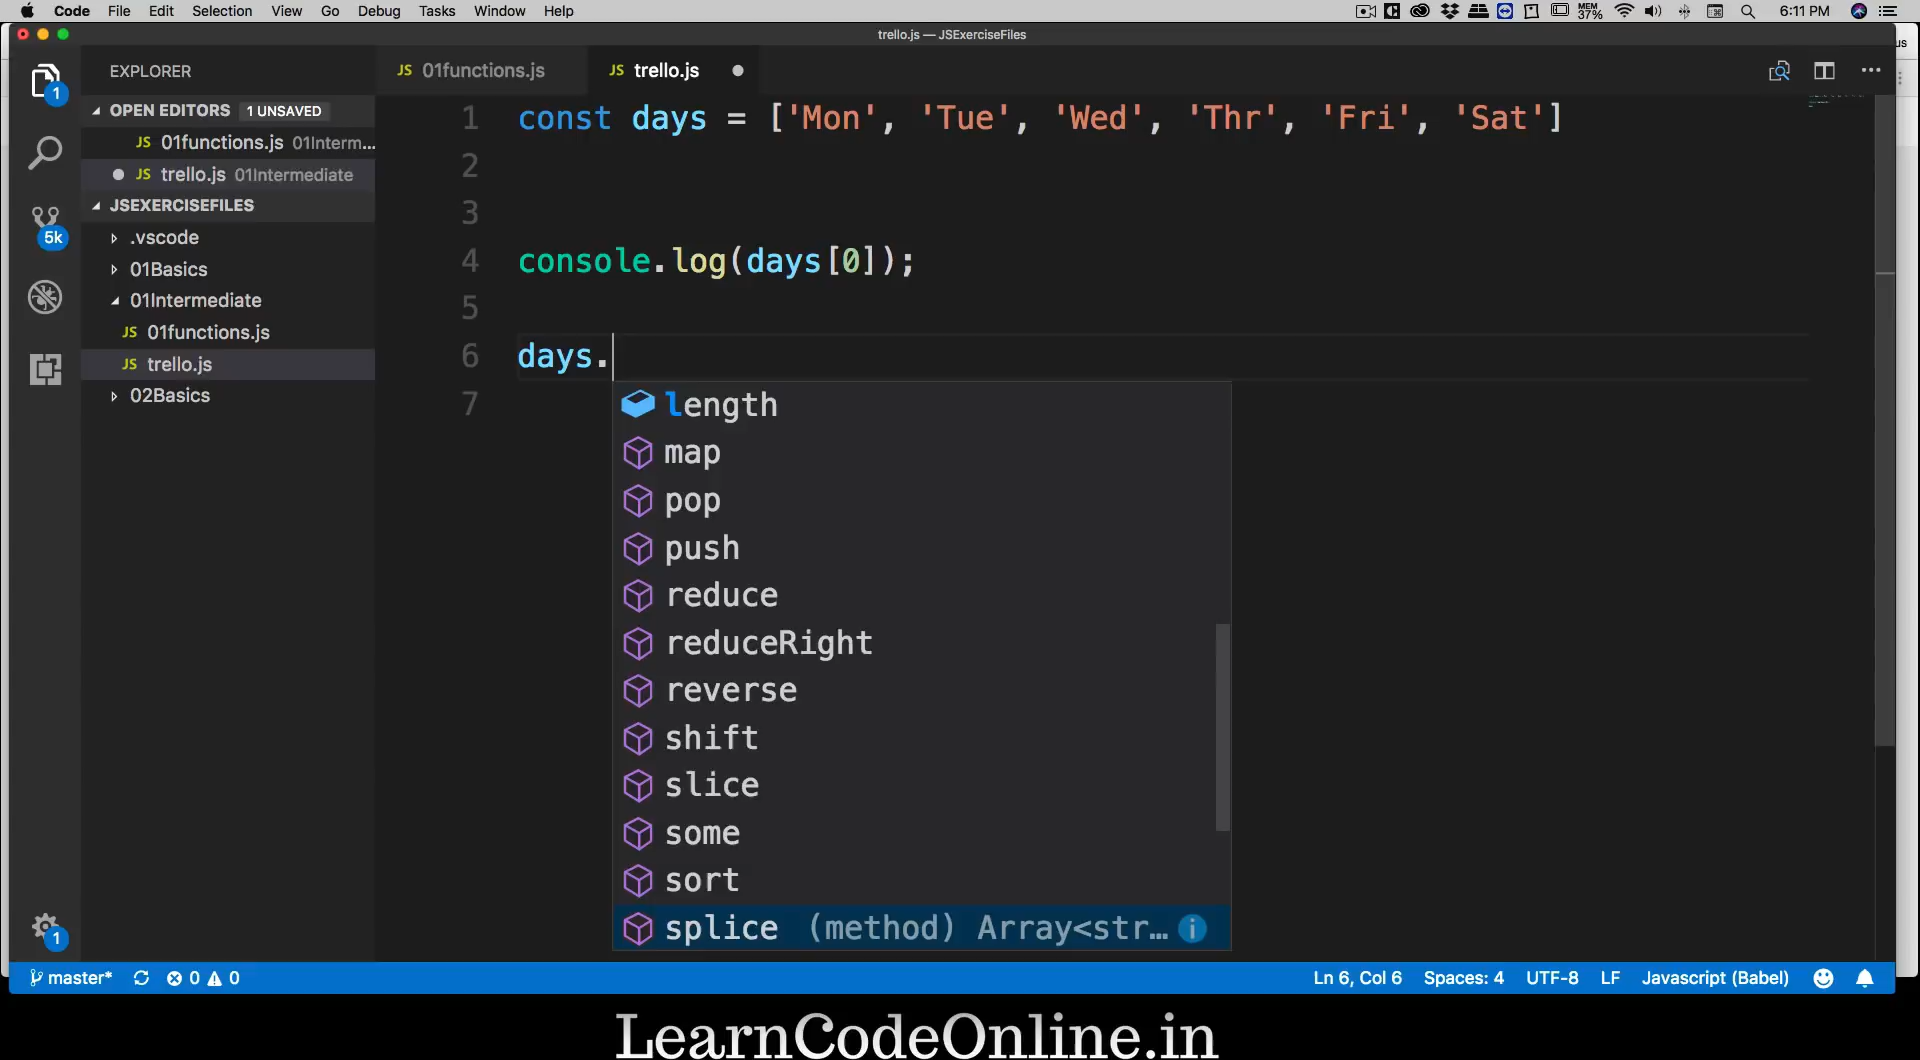 Code File Edit Selection View Go Debug Tasks Window Help MEM 37% 6:11 PM
trello.js — JSExerciseFiles
us
EXPLORER
1
JS 01functions.js JS trello.js
OPEN EDITORS 1 UNSAVED
JS 01functions.js 01Interm...
JS trello.js 01Intermediate
JSEXERCISEFILES
5k
.vscode
01Basics
01Intermediate
JS 01functions.js
JS trello.js
02Basics
1 const days = ['Mon', 'Tue', 'Wed', 'Thr', 'Fri', 'Sat']
2
3
4 console.log(days[0]);
5
6 days.
7
length
map
pop
push
reduce
reduceRight
reverse
shift
slice
some
sort
splice (method) Array<str... i
1
master* 0 0 Ln 6, Col 6 Spaces: 4 UTF-8 LF Javascript (Babel)
LearnCodeOnline.in